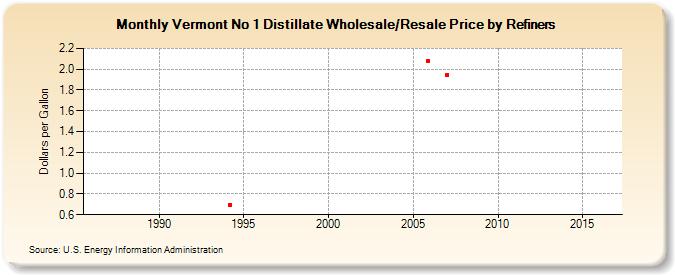 Monthly Vermont No 1 Distillate Wholesale/Resale Price by Refiners
Dollars per Gallon
2.2
2.0
1.8
1.6
1.4
1.2
1.0
0.8
0.6
1990 1995 2000 2005 2010 2015
Source: U.S. Energy Information Administration